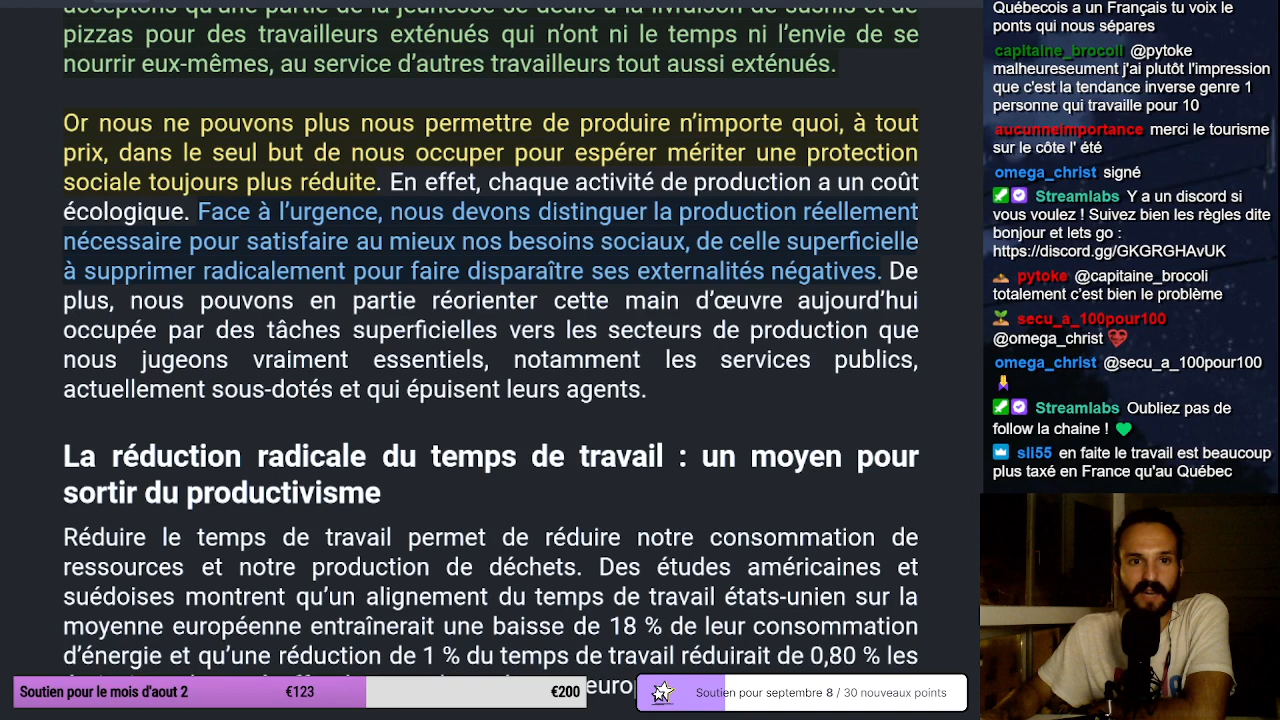 acceptons qu'une partie de la jeunesse se dédie à la livraison de sushis et de
pizzas pour des travailleurs exténués qui n'ont ni le temps ni l'envie de se
nourrir eux-mêmes, au service d'autres travailleurs tout aussi exténués.
Or nous ne pouvons plus nous permettre de produire n'importe quoi, à tout
prix, dans le seul but de nous occuper pour espérer mériter une protection
sociale toujours plus réduite. En effet, chaque activité de production a un coût
écologique. Face à l'urgence, nous devons distinguer la production réellement
nécessaire pour satisfaire au mieux nos besoins sociaux, de celle superficielle
à supprimer radicalement pour faire disparaître ses externalités négatives. De
plus, nous pouvons en partie réorienter cette main d'œuvre aujourd'hui
occupée par des tâches superficielles vers les secteurs de production que
nous jugeons vraiment essentiels, notamment les services publics,
actuellement sous-dotés et qui épuisent leurs agents.
La réduction radicale du temps de travail : un moyen pour
sortir du productivisme
Réduire le temps de travail permet de réduire notre consommation de
ressources et notre production de déchets. Des études américaines et
suédoises montrent qu'un alignement du temps de travail états-unien sur la
moyenne européenne entraînerait une baisse de 18 % de leur consommation
d'énergie et qu'une réduction de 1 % du temps de travail réduirait de 0,80 % les
Soutien pour le mois d'aout 2 €123 €200
Soutien pour septembre 8 / 30 nouveaux points
Québecois a un Français tu voix le
ponts qui nous sépares
capitaine_brocoli @pytoke
malheureseument j'ai plutôt l'impression
que c'est la tendance inverse genre 1
personne qui travaille pour 10
aucunneimportance merci le tourisme
sur le côte l' été
omega_christ signé
Streamlabs Y a un discord si
vous voulez ! Suivez bien les règles dite
bonjour et lets go :
https://discord.gg/GKGRGHAvUK
pytoke @capitaine_brocoli
totalement c'est bien le problème
secu_a_100pour100
@omega_christ
omega_christ @secu_a_100pour100
Streamlabs Oubliez pas de
follow la chaine !
sli55 en faite le travail est beaucoup
plus taxé en France qu'au Québec